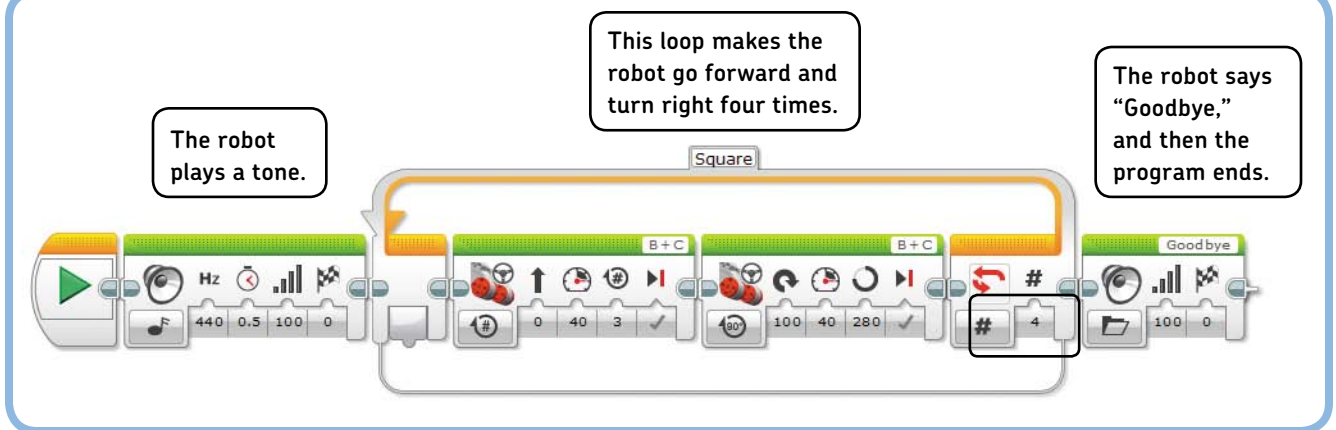 This loop makes the
robot go forward and
turn right four times.
The robot says
“Goodbye,”
and then the
program ends.
The robot
plays a tone.
Square
B + C
B + C
Goodbye
Hz
#
#
440 0.5 100 0
#
0 40 3
90°
100 40 280
#
4
100 0